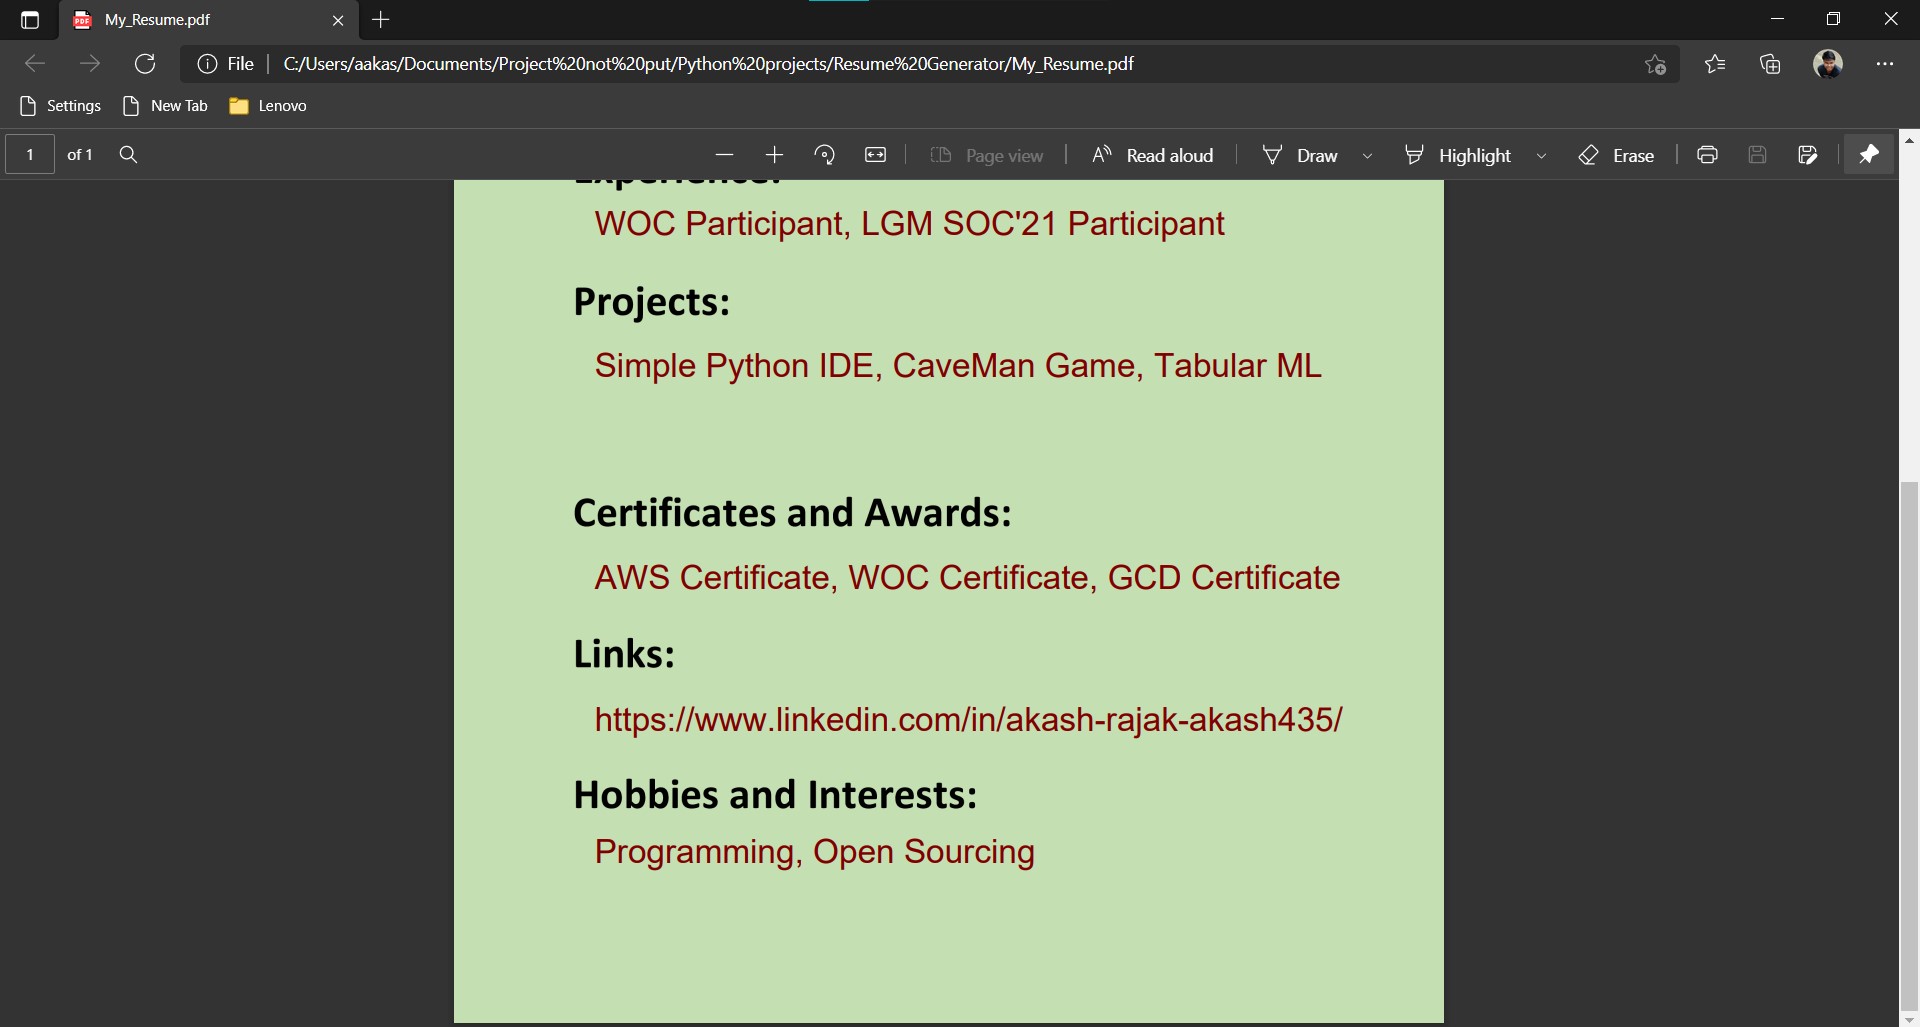 My_Resume.pdf
File
C:/Users/aakas/Documents/Project%20not%20put/Python%20projects/Resume%20Generator/My_Resume.pdf
Settings
New Tab
Lenovo
1 of 1
Page view
Read aloud
Draw
Highlight
Erase
Experience:
WOC Participant, LGM SOC'21 Participant
Projects:
Simple Python IDE, CaveMan Game, Tabular ML
Certificates and Awards:
AWS Certificate, WOC Certificate, GCD Certificate
Links:
https://www.linkedin.com/in/akash-rajak-akash435/
Hobbies and Interests:
Programming, Open Sourcing